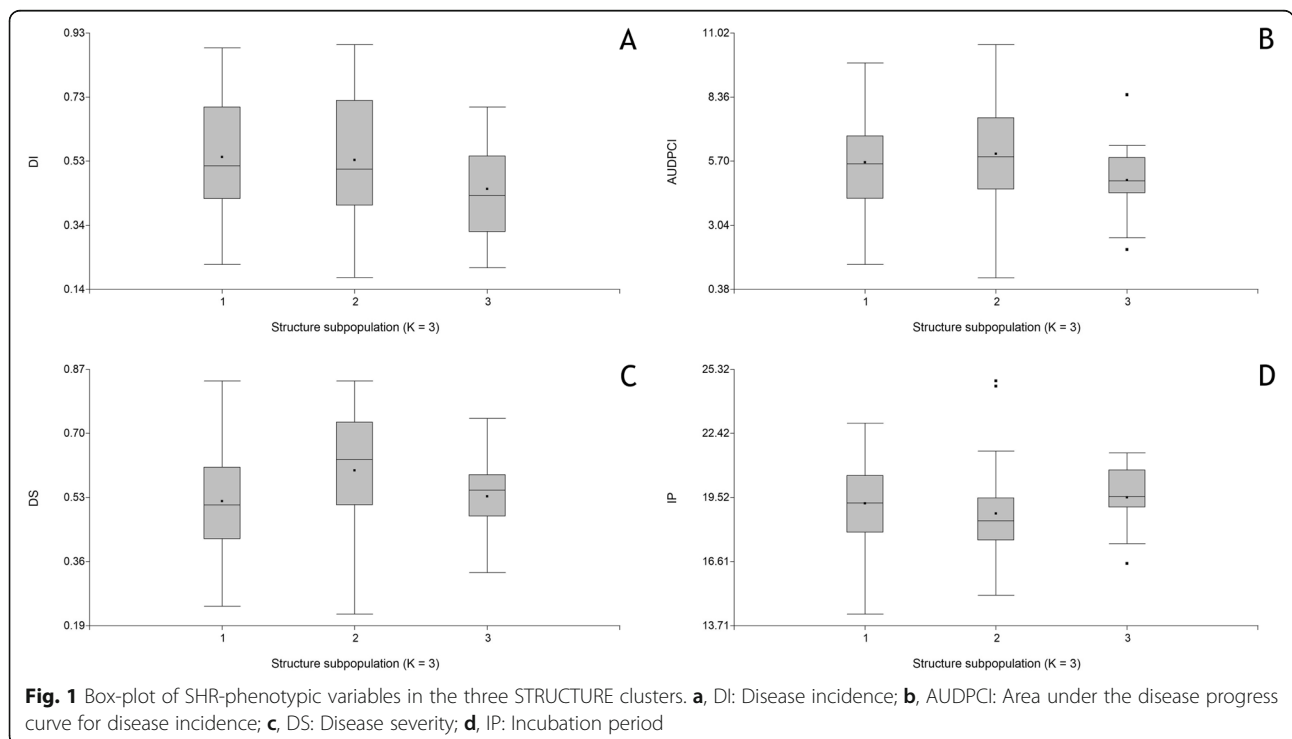 A
B
0.93
0.73
0.53
0.34
0.14
DI
1 2 3
Structure subpopulation (K = 3)
11.02
8.36
5.70
3.04
0.38
AUDPCI
1 2 3
Structure subpopulation (K = 3)
C
D
0.87
0.70
0.53
0.36
0.19
DS
1 2 3
Structure subpopulation (K = 3)
25.32
22.42
19.52
16.61
13.71
IP
1 2 3
Structure subpopulation (K = 3)
Fig. 1 Box-plot of SHR-phenotypic variables in the three STRUCTURE clusters. a, DI: Disease incidence; b, AUDPCI: Area under the disease progress
curve for disease incidence; c, DS: Disease severity; d, IP: Incubation period